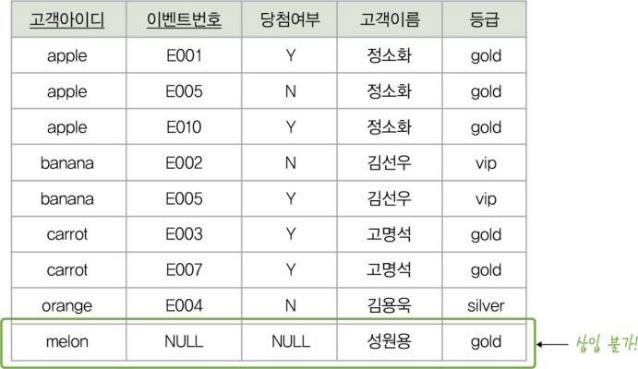 고객아이디 이벤트번호 당첨여부 고객이름 등급
apple E001 Y 정소화 gold
apple E005 N 정소화 gold
apple E010 Y 정소화 gold
banana E002 N 김선우 vip
banana E005 Y 김선우 vip
carrot E003 Y 고명석 gold
carrot E007 Y 고명석 gold
orange E004 N 김용욱 silver
melon NULL NULL 성원용 gold
삽입 불가!